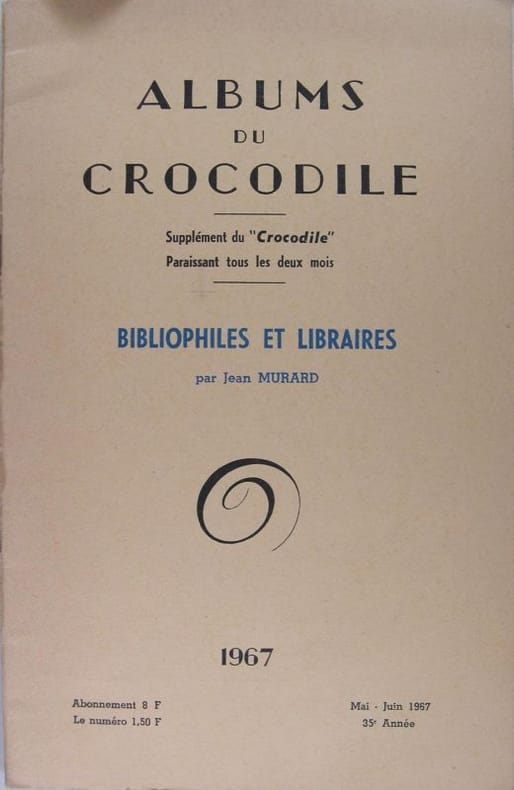 ALBUMS
DU
CROCODILE
Supplément du "Crocodile"
Paraissant tous les deux mois
BIBLIOPHILES ET LIBRAIRES
par Jean MURARD
1967
Abonnement 8 F
Le numéro 1,50 F
Mai - Juin 1967
35e Année